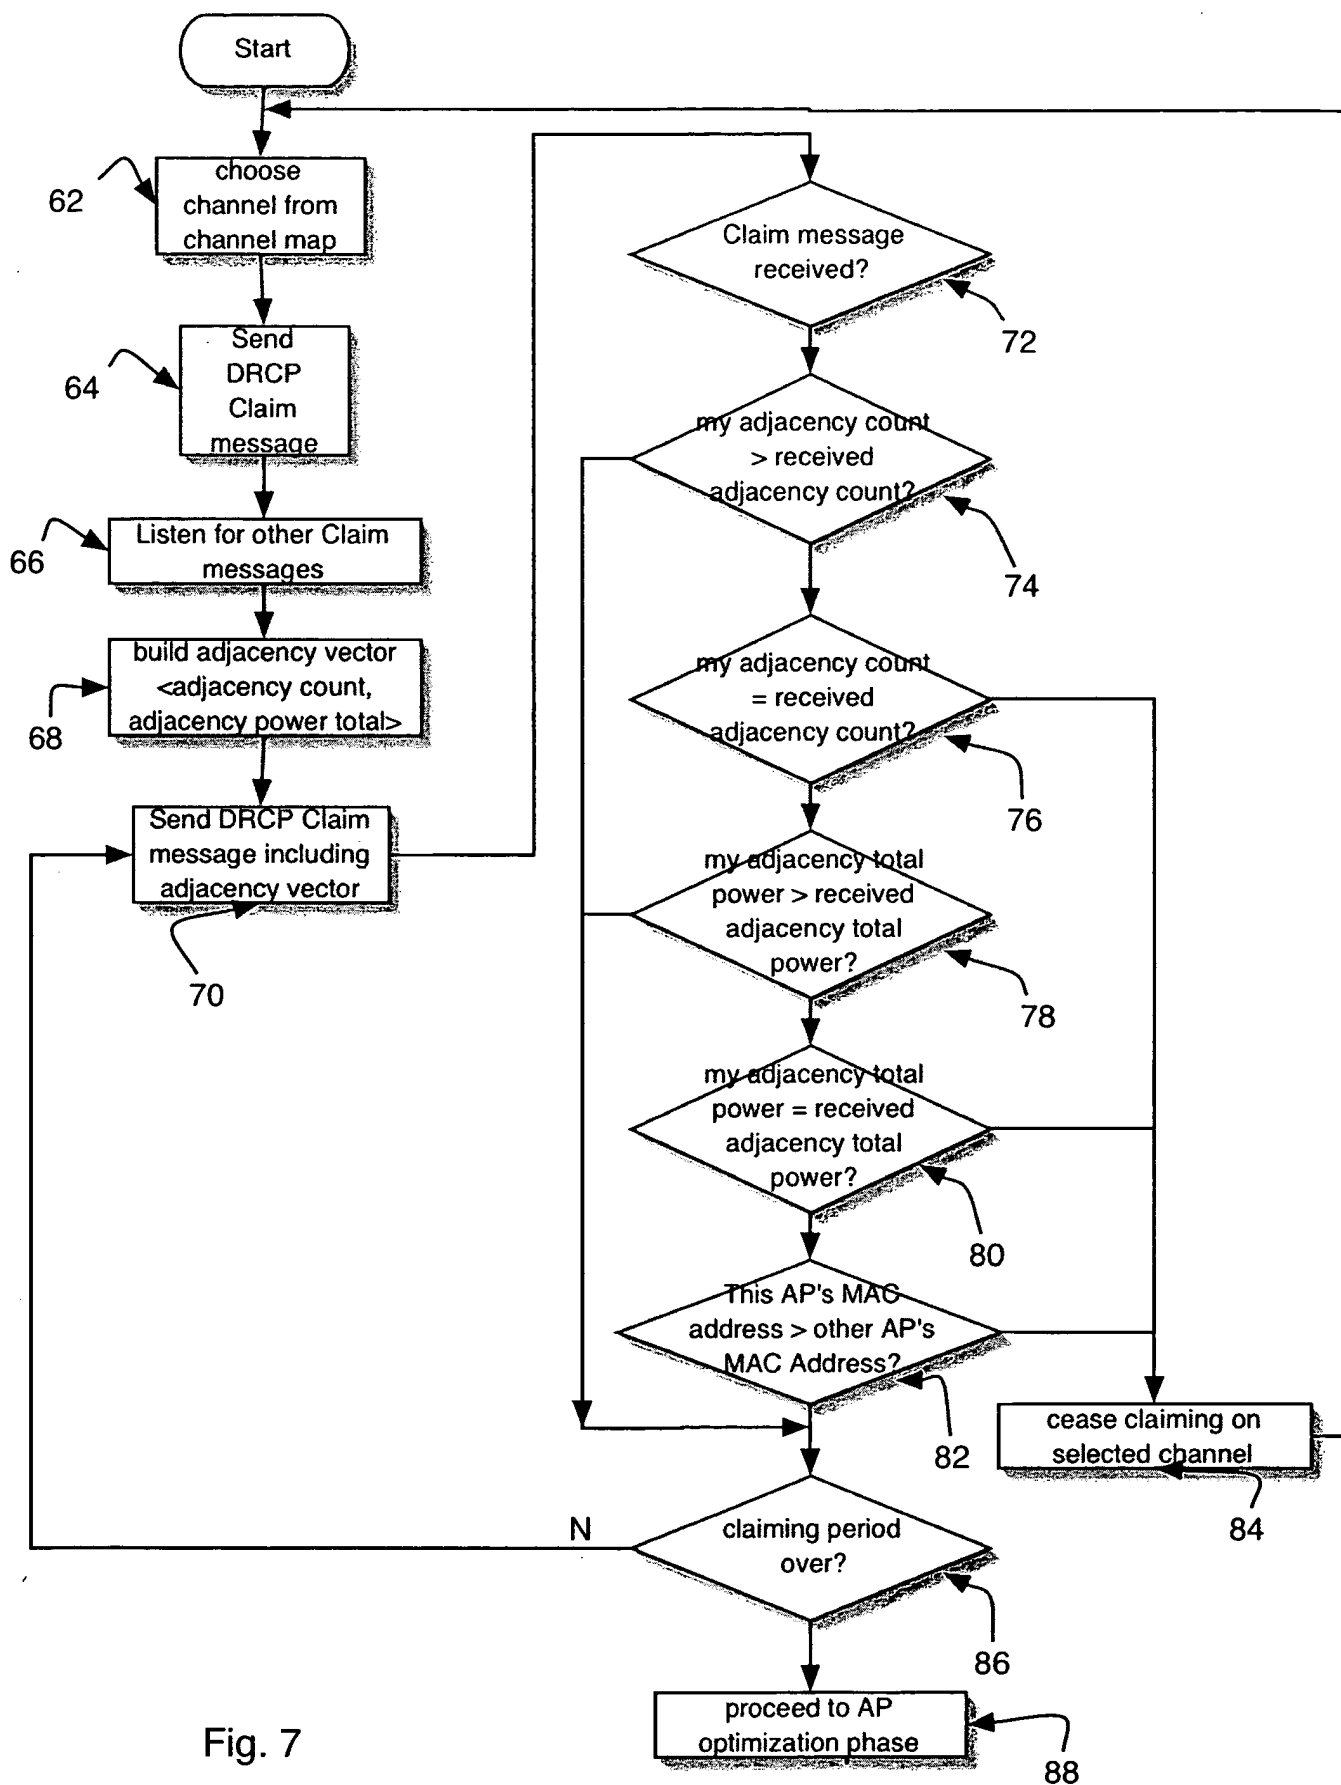 Start
choose
channel from
channel map
62
Send
DRCP
Claim
message
64
Listen for other Claim
messages
66
build adjacency vector
<adjacency count,
adjacency power total>
68
Send DRCP Claim
message including
adjacency vector
70
Claim message
received?
72
my adjacency count
> received
adjacency count?
74
my adjacency count
= received
adjacency count?
76
my adjacency total
power > received
adjacency total
power?
78
my adjacency total
power = received
adjacency total
power?
80
This AP's MAC
address > other AP's
MAC Address?
82
cease claiming on
selected channel
84
claiming period
over?
N
86
proceed to AP
optimization phase
88
Fig. 7